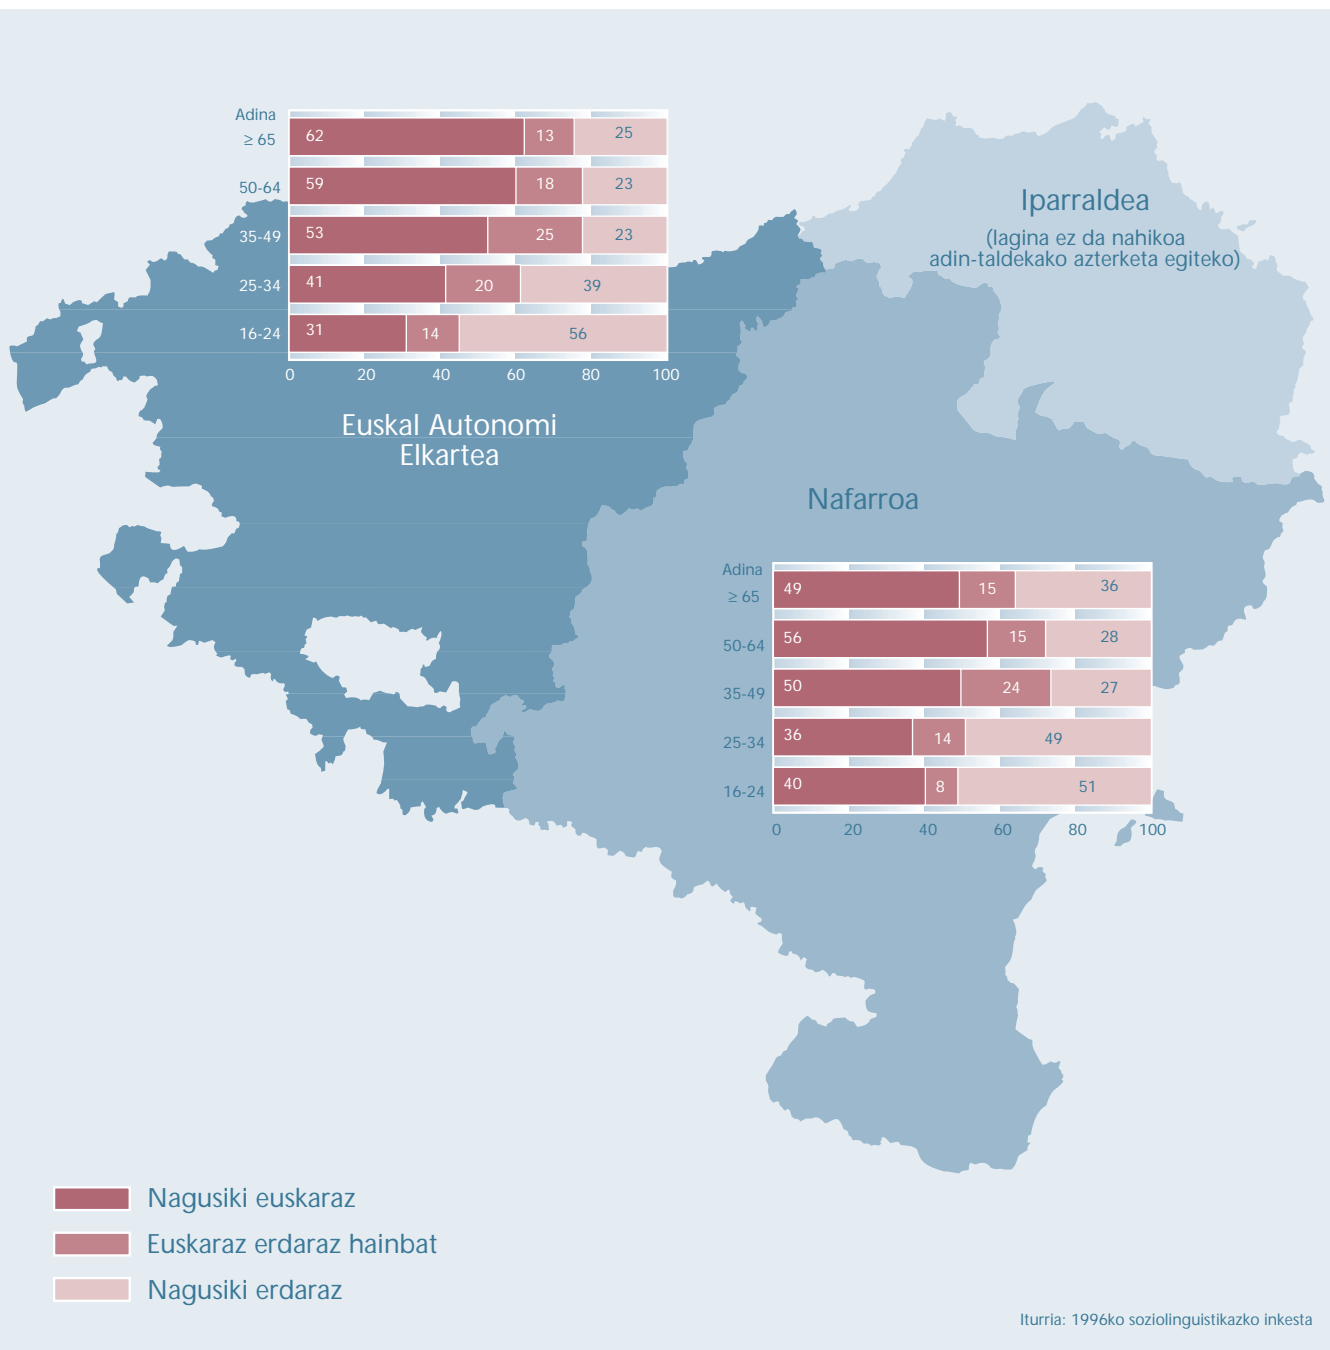 Adina
≥ 65 62 13 25
50-64 59 18 23
35-49 53 25 23
25-34 41 20 39
16-24 31 14 56
0 20 40 60 80 100
Euskal Autonomi
Elkartea
Iparraldea
(lagina ez da nahikoa
adin-taldekako azterketa egiteko)
Nafarroa
Adina
≥ 65 49 15 36
50-64 56 15 28
35-49 50 24 27
25-34 36 14 49
16-24 40 8 51
0 20 40 60 80 100
Nagusiki euskaraz
Euskaraz erdaraz hainbat
Nagusiki erdaraz
Iturria: 1996ko soziolinguistikazko inkesta